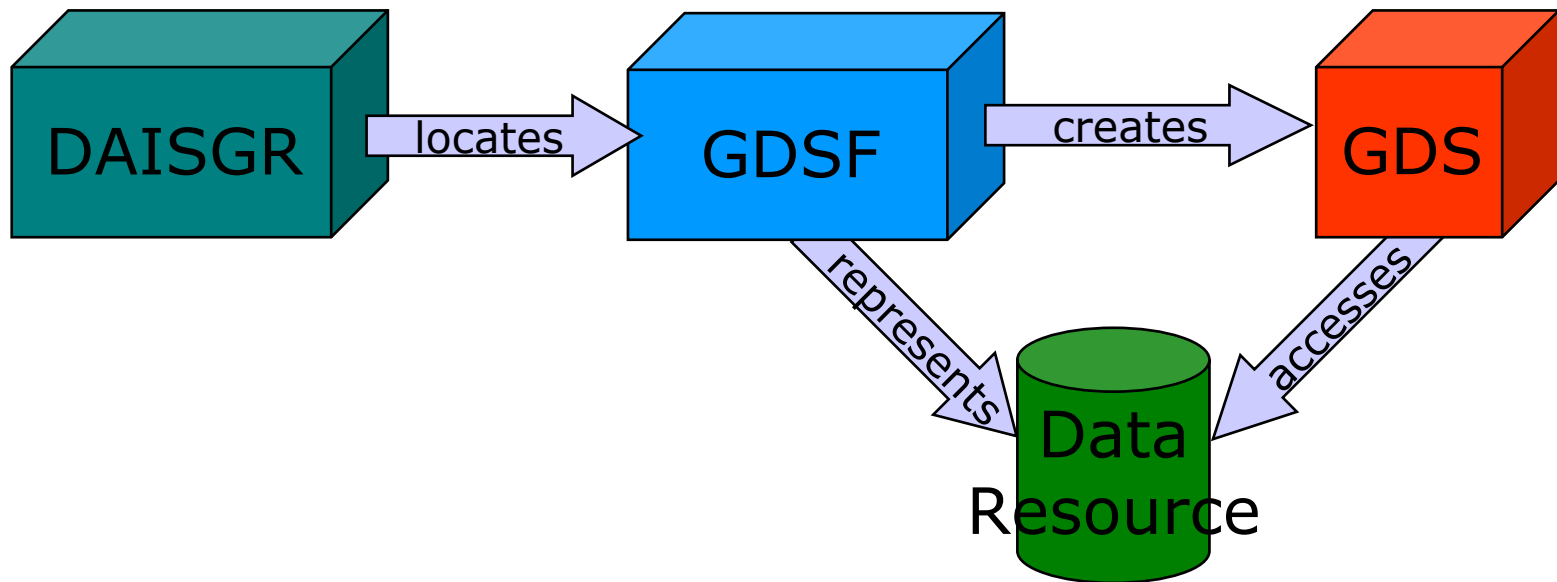 DAISGR
locates
GDSF
creates
GDS
represents
accesses
Data
Resource